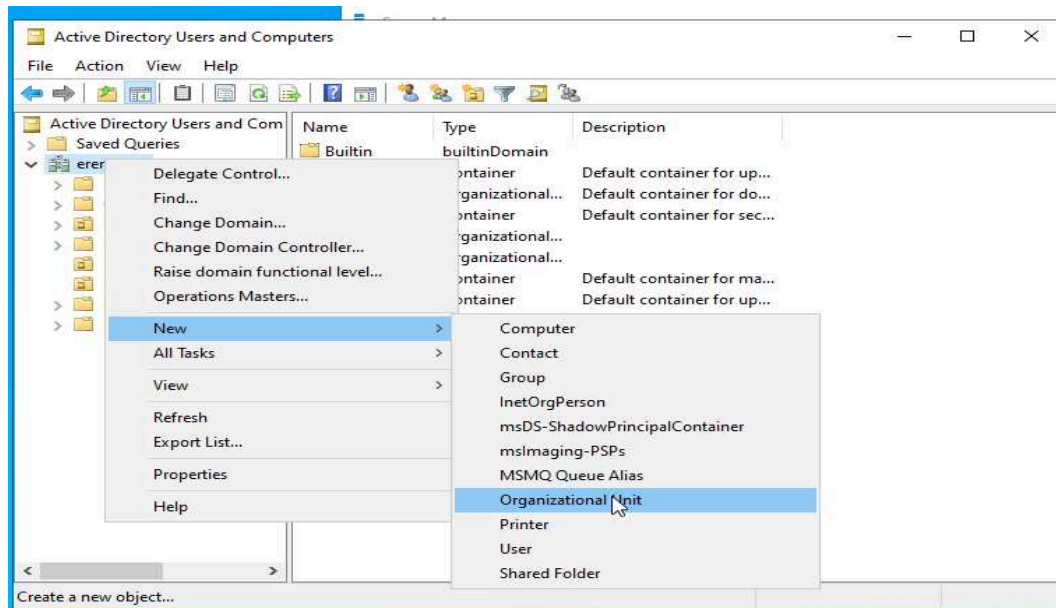 Active Directory Users and Computers
File Action View Help
Active Directory Users and Com
Saved Queries
Name Type Description
Builtin builtinDomain
Default container for up...
Default container for do...
Default container for sec...
Default container for ma...
Default container for up...
Delegate Control...
Find...
Change Domain...
Change Domain Controller...
Raise domain functional level...
Operations Masters...
New
All Tasks
View
Refresh
Export List...
Properties
Help
Computer
Contact
Group
InetOrgPerson
msDS-ShadowPrincipalContainer
msImaging-PSPs
MSMQ Queue Alias
Organizational Unit
Printer
User
Shared Folder
Create a new object...